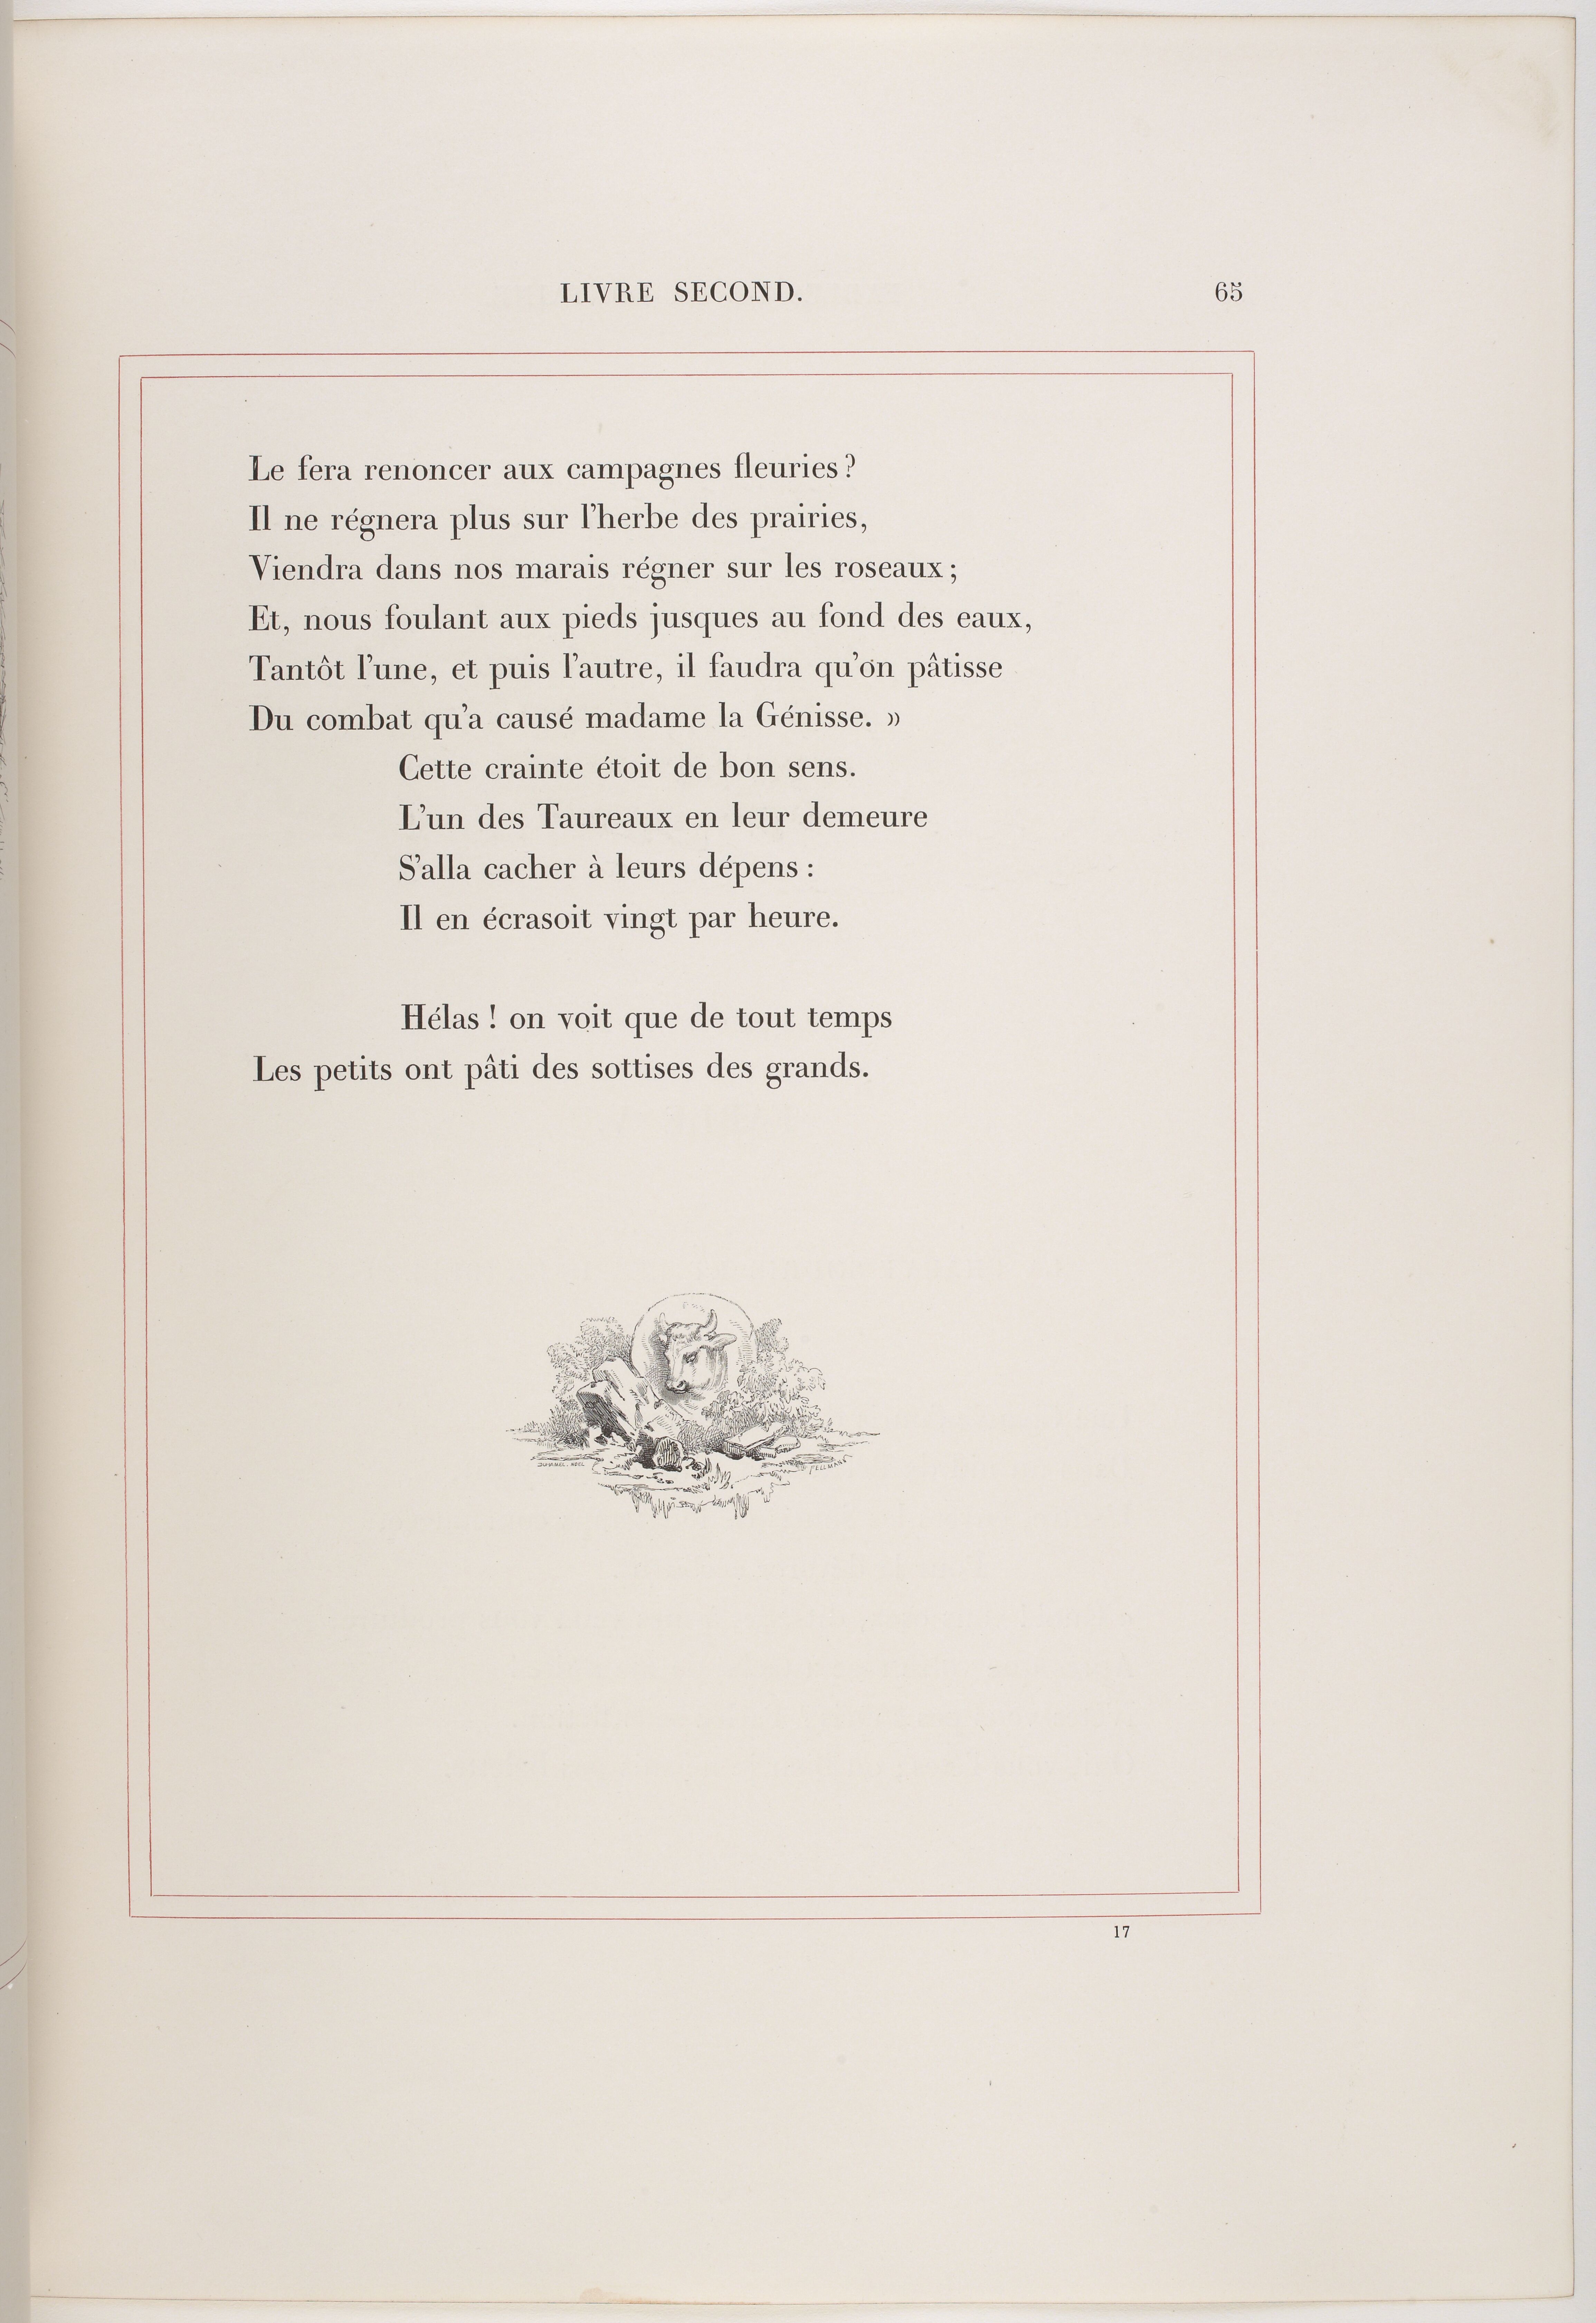 LIVRE SECOND. 65
Le fera renoncer aux campagnes fleuries ?
Il ne régnera plus sur l'herbe des prairies,
Viendra dans nos marais régner sur les roseaux ;
Et, nous foulant aux pieds jusques au fond des eaux,
Tantôt l'une, et puis l'autre, il faudra qu'on pâtisse
Du combat qu'a causé madame la Génisse. »
Cette crainte étoit de bon sens.
L'un des Taureaux en leur demeure
S'alla cacher à leurs dépens :
Il en écrasoit vingt par heure.
Hélas ! on voit que de tout temps
Les petits ont pâti des sottises des grands.
17